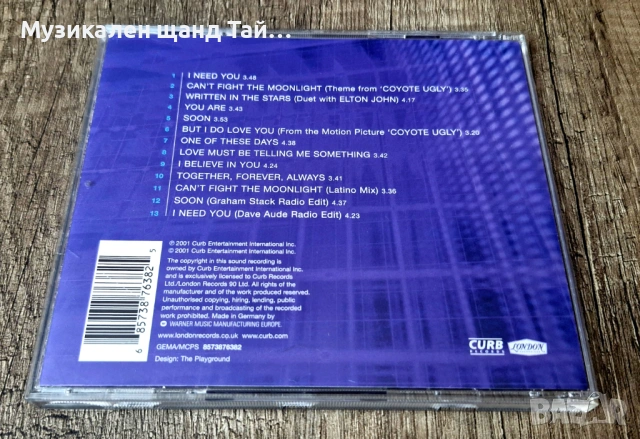 Музикален щанд Тай...
1 I NEED YOU 3.48
2 CAN'T FIGHT THE MOONLIGHT (Theme from 'COYOTE UGLY') 3.35
3 WRITTEN IN THE STARS (Duet with ELTON JOHN) 4.17
4 YOU ARE 3.43
5 SOON 3.53
6 BUT I DO LOVE YOU (From the Motion Picture 'COYOTE UGLY') 3.20
7 ONE OF THESE DAYS 4.38
8 LOVE MUST BE TELLING ME SOMETHING 3.42
9 I BELIEVE IN YOU 4.24
10 TOGETHER, FOREVER, ALWAYS 3.41
11 CAN'T FIGHT THE MOONLIGHT (Latino Mix) 3.36
12 SOON (Graham Stack Radio Edit) 4.37
13 I NEED YOU (Dave Aude Radio Edit) 4.23
℗ 2001 Curb Entertainment International Inc.
© 2001 Curb Entertainment International Inc.
The copyright in this sound recording is
owned by Curb Entertainment International Inc.
and is exclusively licensed to Curb Records
Ltd./London Records 90 Ltd. All rights of the
manufacturer and of the work produced reserved.
Unauthorised copying, hiring, lending, public
performance and broadcasting of the recorded
work prohibited. Made in Germany by
WARNER MUSIC MANUFACTURING EUROPE.
www.londonrecords.co.uk www.curb.com
GEMA/MCPS 8573876382
Design: The Playground
6 85738 76382 5
CURB
RECORDS
LONDON
bazar